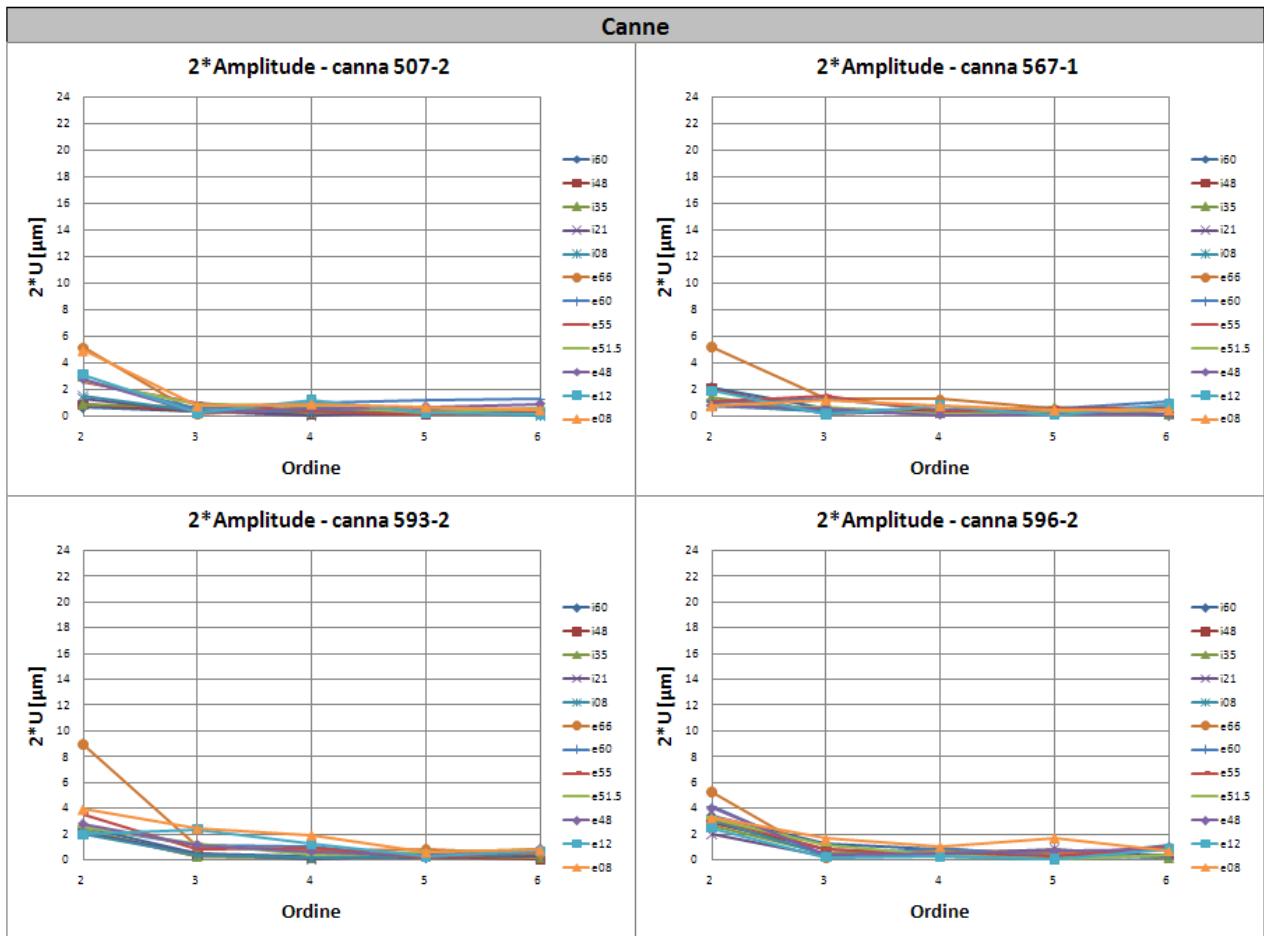 Canne
2*Amplitude - canna 507-2
24
22
20
18
16
14
12
10
8
6
4
2
0
2*U [µm]
2 3 4 5 6
Ordine
i60
i48
i35
i21
i08
e66
e60
e55
e51.5
e48
e12
e08
2*Amplitude - canna 567-1
24
22
20
18
16
14
12
10
8
6
4
2
0
2*U [µm]
2 3 4 5 6
Ordine
i60
i48
i35
i21
i08
e66
e60
e55
e51.5
e48
e12
e08
2*Amplitude - canna 593-2
24
22
20
18
16
14
12
10
8
6
4
2
0
2*U [µm]
2 3 4 5 6
Ordine
i60
i48
i35
i21
i08
e66
e60
e55
e51.5
e48
e12
e08
2*Amplitude - canna 596-2
24
22
20
18
16
14
12
10
8
6
4
2
0
2*U [µm]
2 3 4 5 6
Ordine
i60
i48
i35
i21
i08
e66
e60
e55
e51.5
e48
e12
e08